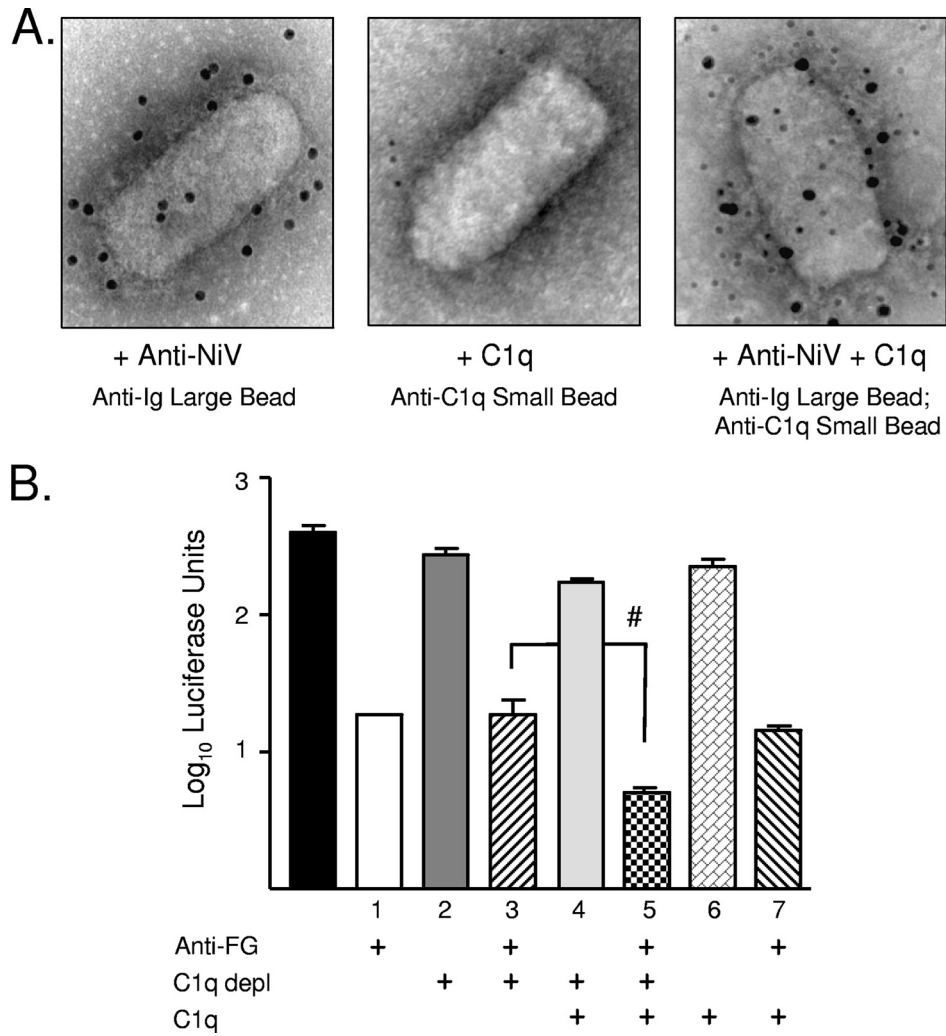 A.
+ Anti-NiV
Anti-Ig Large Bead
+ C1q
Anti-C1q Small Bead
+ Anti-NiV + C1q
Anti-Ig Large Bead;
Anti-C1q Small Bead
B.
Log10 Luciferase Units
3
2
1
#
1 2 3 4 5 6 7
Anti-FG + + + +
C1q depl + + + +
C1q + + + +